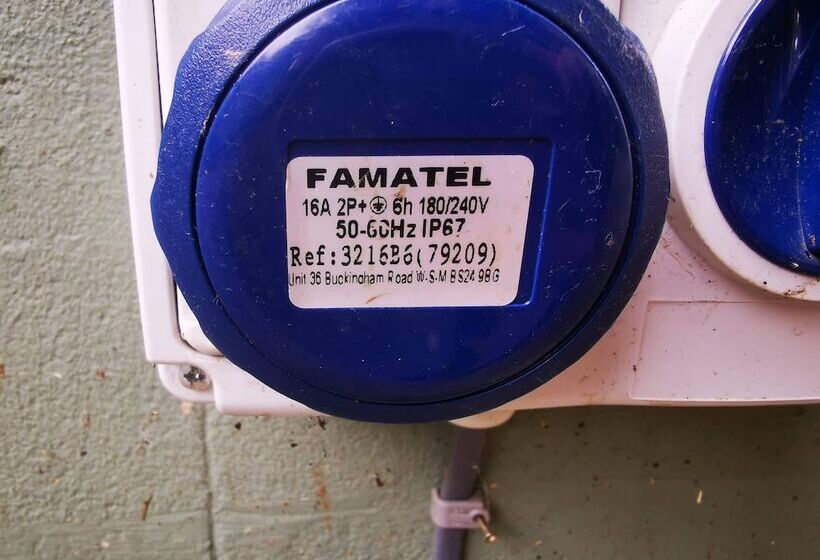 FAMATEL
16A 2P+⏚ 6h 180/240V
50-60Hz IP67
Ref:3216B6(79209)
Unit 36 Buckingham Road W-S-M BS24 9BG